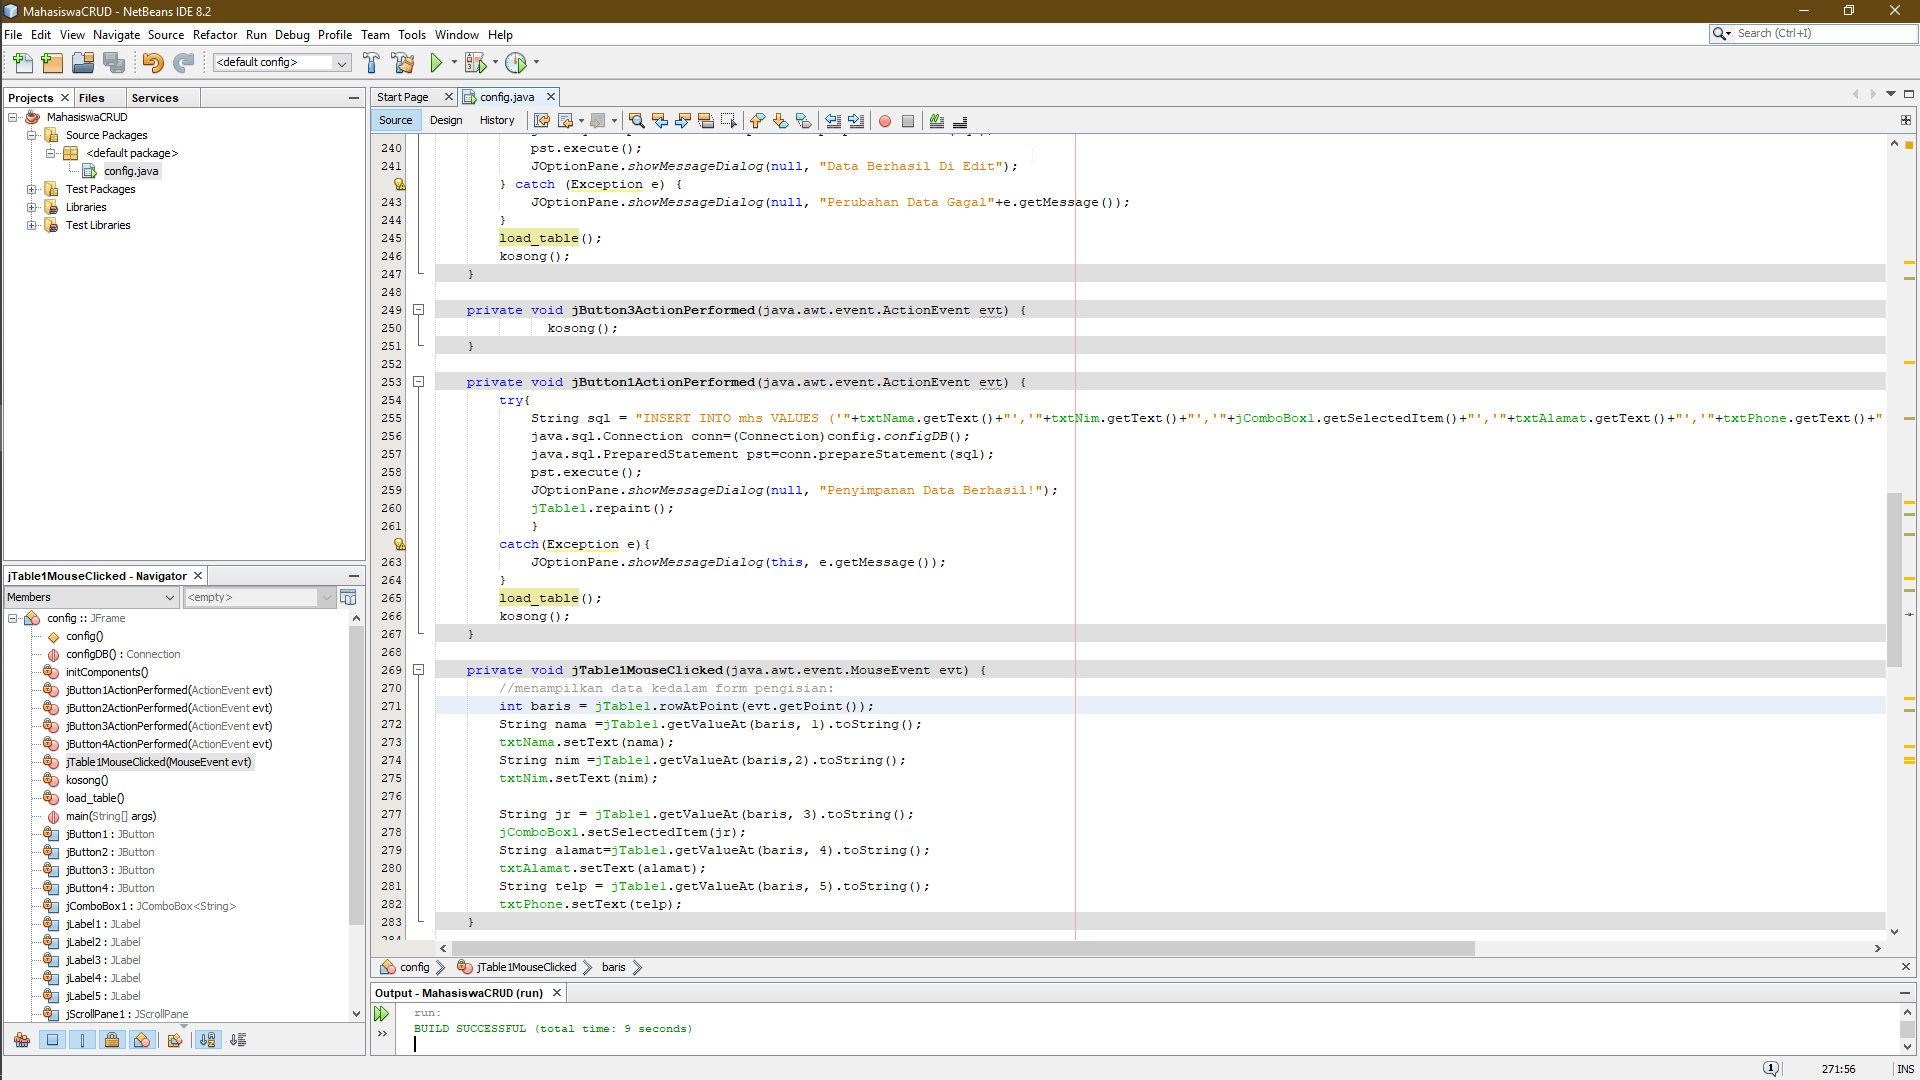 MahasiswaCRUD - NetBeans IDE 8.2
File Edit View Navigate Source Refactor Run Debug Profile Team Tools Window Help
Search (Ctrl+I)
<default config>
Projects Files Services
MahasiswaCRUD
Source Packages
<default package>
config.java
Test Packages
Libraries
Test Libraries
jTable1MouseClicked - Navigator
Members <empty>
config :: JFrame
config()
configDB() : Connection
initComponents()
jButton1ActionPerformed(ActionEvent evt)
jButton2ActionPerformed(ActionEvent evt)
jButton3ActionPerformed(ActionEvent evt)
jButton4ActionPerformed(ActionEvent evt)
jTable1MouseClicked(MouseEvent evt)
kosong()
load_table()
main(String[] args)
jButton1 : JButton
jButton2 : JButton
jButton3 : JButton
jButton4 : JButton
jComboBox1 : JComboBox<String>
jLabel1 : JLabel
jLabel2 : JLabel
jLabel3 : JLabel
jLabel4 : JLabel
jLabel5 : JLabel
jScrollPane1 : JScrollPane
Start Page config.java
Source Design History
240 pst.execute();
241 JOptionPane.showMessageDialog(null, "Data Berhasil Di Edit");
} catch (Exception e) {
243 JOptionPane.showMessageDialog(null, "Perubahan Data Gagal"+e.getMessage());
244 }
245 load_table();
246 kosong();
247 }
248
249 private void jButton3ActionPerformed(java.awt.event.ActionEvent evt) {
250 kosong();
251 }
252
253 private void jButton1ActionPerformed(java.awt.event.ActionEvent evt) {
254 try{
255 String sql = "INSERT INTO mhs VALUES ('"+txtNama.getText()+"','"+txtNim.getText()+"','"+jComboBox1.getSelectedItem()+"','"+txtAlamat.getText()+"','"+txtPhone.getText()+"
256 java.sql.Connection conn=(Connection)config.configDB();
257 java.sql.PreparedStatement pst=conn.prepareStatement(sql);
258 pst.execute();
259 JOptionPane.showMessageDialog(null, "Penyimpanan Data Berhasil!");
260 jTable1.repaint();
261 }
catch(Exception e){
263 JOptionPane.showMessageDialog(this, e.getMessage());
264 }
265 load_table();
266 kosong();
267 }
268
269 private void jTable1MouseClicked(java.awt.event.MouseEvent evt) {
270 //menampilkan data kedalam form pengisian:
271 int baris = jTable1.rowAtPoint(evt.getPoint());
272 String nama =jTable1.getValueAt(baris, 1).toString();
273 txtNama.setText(nama);
274 String nim =jTable1.getValueAt(baris,2).toString();
275 txtNim.setText(nim);
276
277 String jr = jTable1.getValueAt(baris, 3).toString();
278 jComboBox1.setSelectedItem(jr);
279 String alamat=jTable1.getValueAt(baris, 4).toString();
280 txtAlamat.setText(alamat);
281 String telp = jTable1.getValueAt(baris, 5).toString();
282 txtPhone.setText(telp);
283 }
config jTable1MouseClicked baris
Output - MahasiswaCRUD (run)
run:
BUILD SUCCESSFUL (total time: 9 seconds)
1 271:56 INS